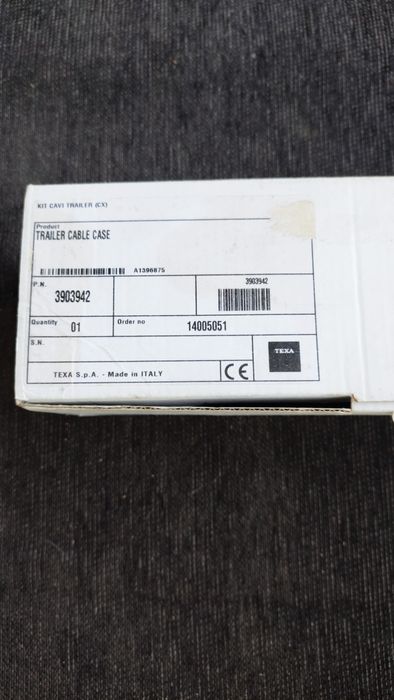 KIT CAVI TRAILER (CX)
Product
TRAILER CABLE CASE
A1396875
P.N.
3903942
3903942
Quantity 01
Order no 14005051
S.N.
TEXA
TEXA S.p.A. - Made in ITALY
CE